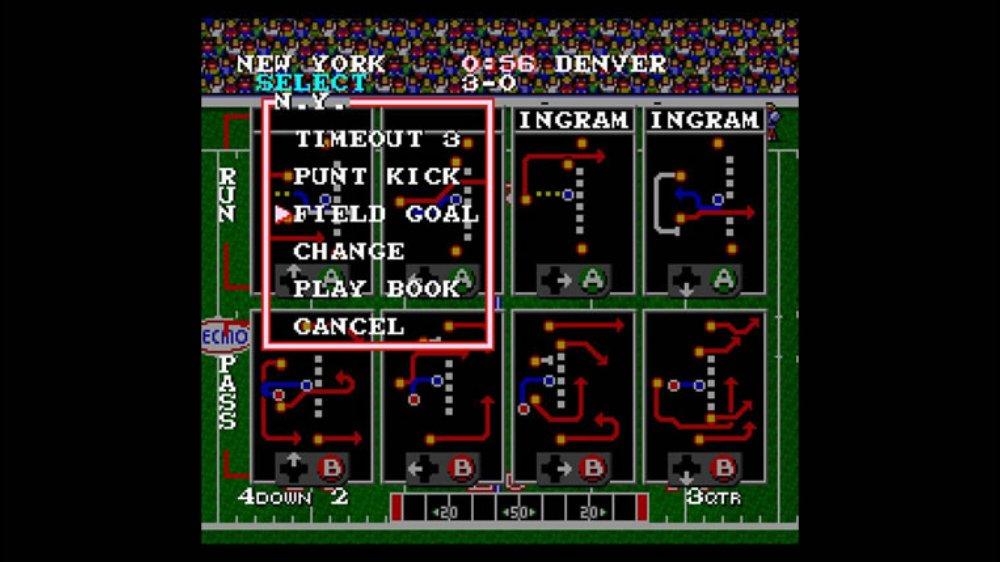 NEW YORK 0:56 DENVER
SELECT 3-0
N.Y.
TIMEOUT 3
PUNT KICK
FIELD GOAL
CHANGE
PLAY BOOK
CANCEL
INGRAM INGRAM
RUN
A A A A
PASS
B B B B
4DOWN 2
20 50 20
3QTR